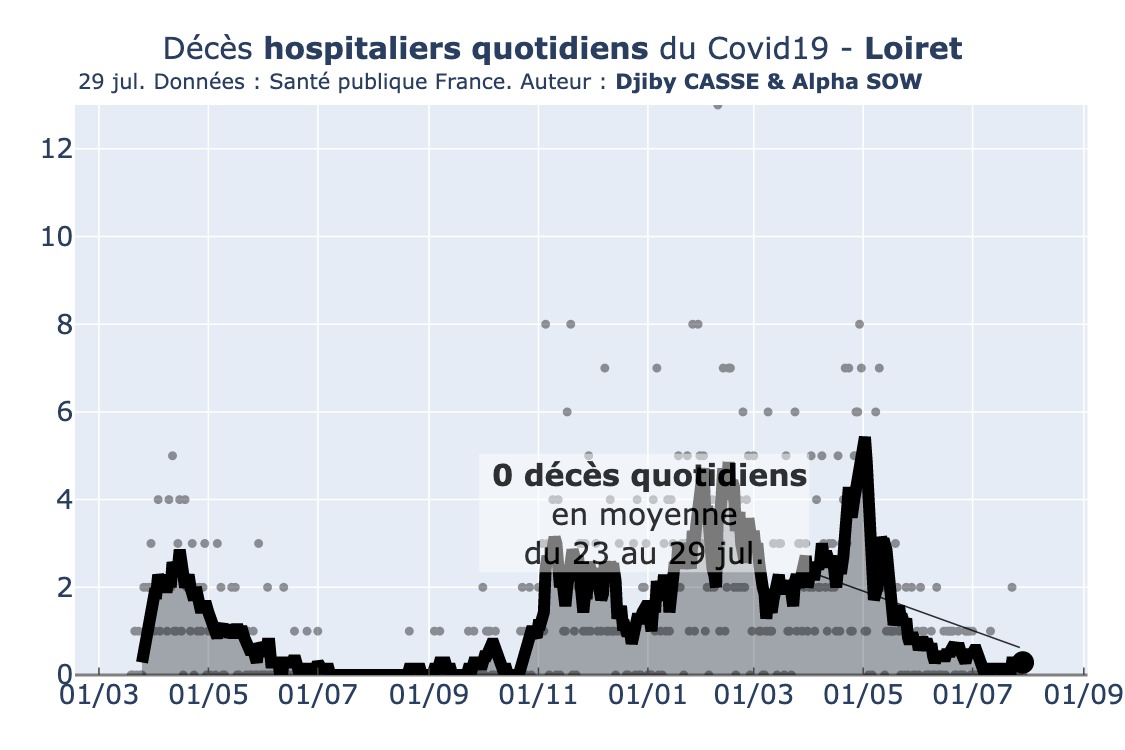 Décès hospitaliers quotidiens du Covid19 - Loiret
29 jul. Données : Santé publique France. Auteur : Djiby CASSE & Alpha SOW
12
10
8
6
4
2
0
0 décès quotidiens
en moyenne
du 23 au 29 jul.
01/03 01/05 01/07 01/09 01/11 01/01 01/03 01/05 01/07 01/09